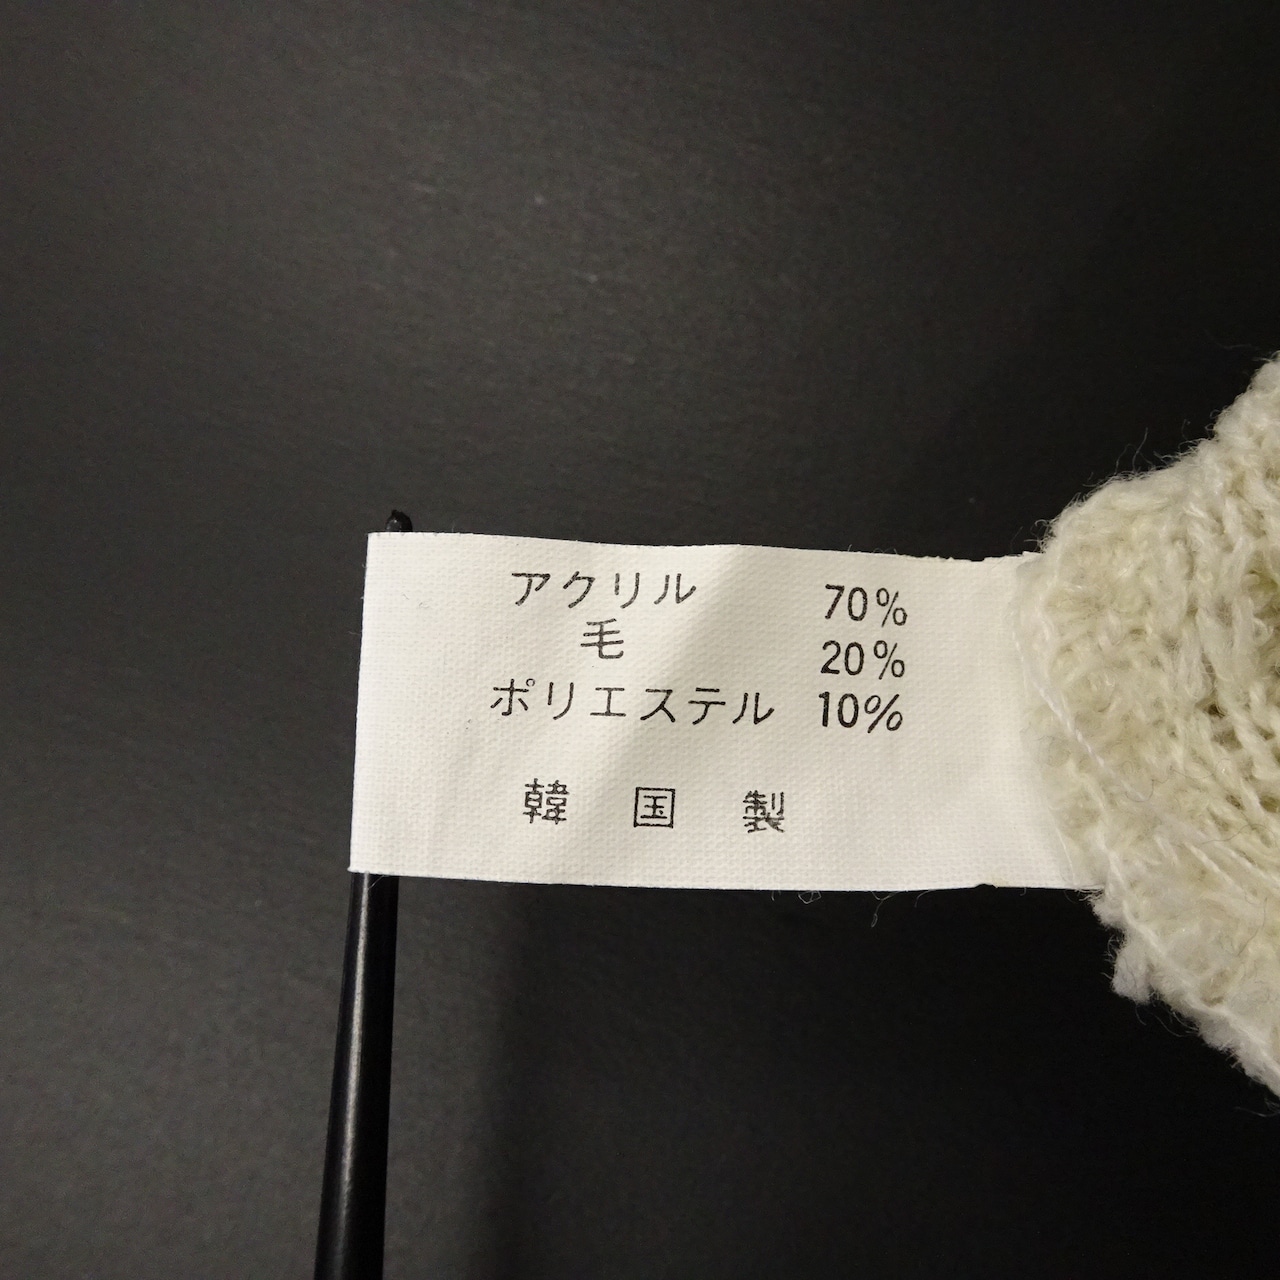 アクリル 70%
毛 20%
ポリエステル 10%
韓国製